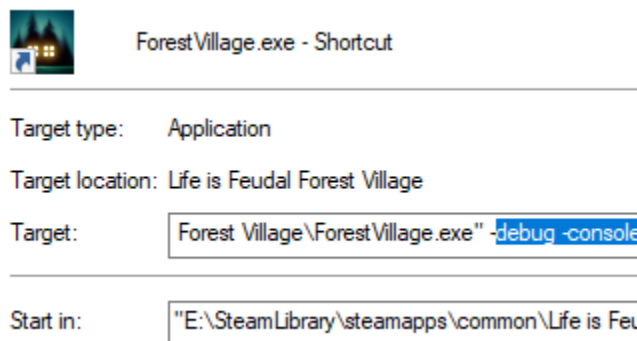 ForestVillage.exe - Shortcut
Target type: Application
Target location: Life is Feudal Forest Village
Target: Forest Village\ForestVillage.exe" -debug -console
Start in: "E:\SteamLibrary\steamapps\common\Life is Feu